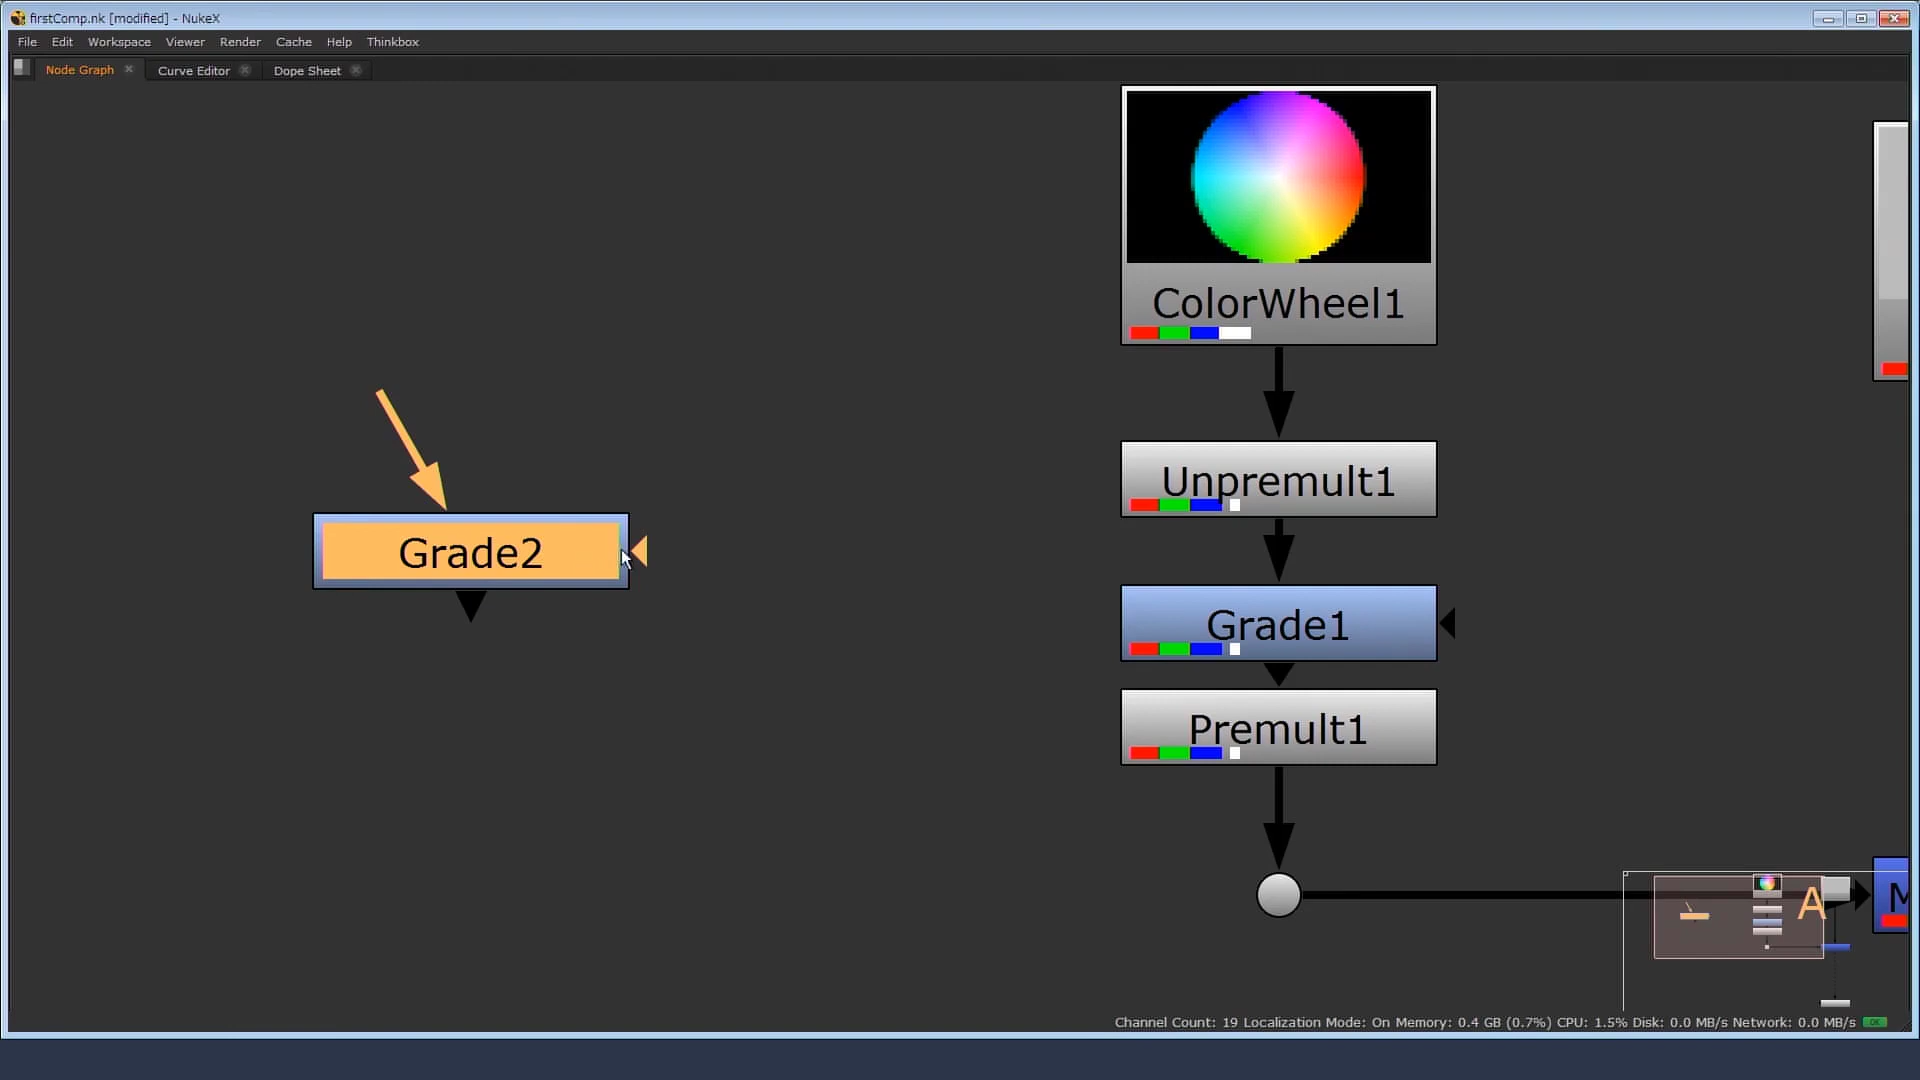 firstComp.nk [modified] - NukeX
File Edit Workspace Viewer Render Cache Help Thinkbox
Node Graph Curve Editor Dope Sheet
ColorWheel1
Unpremult1
Grade2
Grade1
Premult1
M
A
Channel Count: 19 Localization Mode: On Memory: 0.4 GB (0.7%) CPU: 1.5% Disk: 0.0 MB/s Network: 0.0 MB/s OK